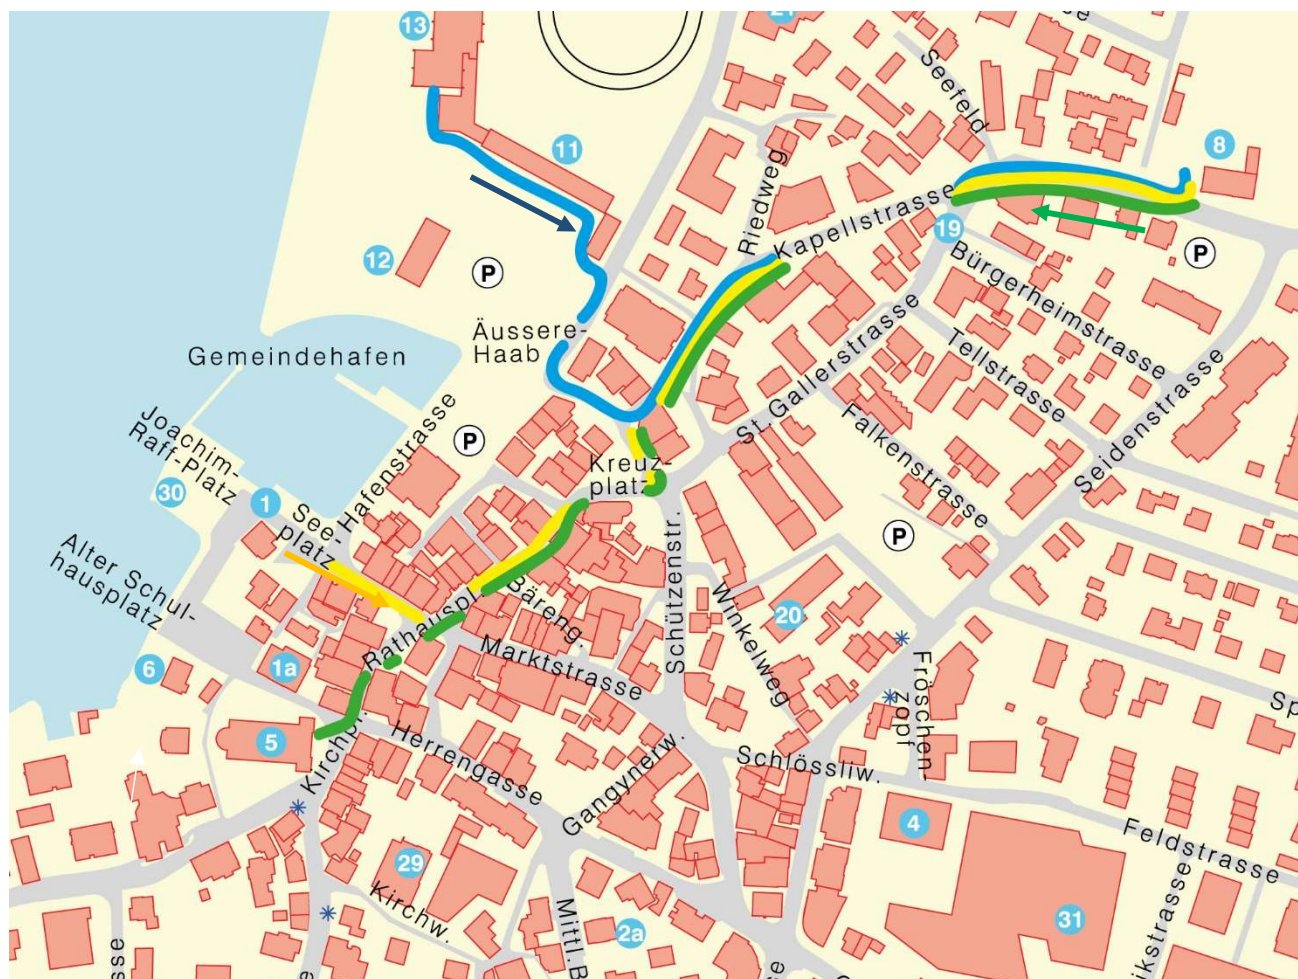 13
11
8
Seefeld
Riedweg
Kapellstrasse
19
12
P
P
Bürgerheimstrasse
Äussere-
Haab
Gemeindehafen
Tellstrasse
St.Gallerstrasse
Seidenstrasse
Falkenstrasse
Joachim-
Raff-Platz
Hafenstrasse
P
Kreuz-
platz
30
1
See-
platz
P
Alter Schul-
hausplatz
Rathauspl.
Bäreng.
Schützenstr.
Winkelweg
20
Marktstrasse
6
1a
Fröschen-
zopf
5
Kirchpl.
Herrengasse
Gangynerw.
Schlössliw.
4
Feldstrasse
29
Kirchw.
Mittl.B
2a
31